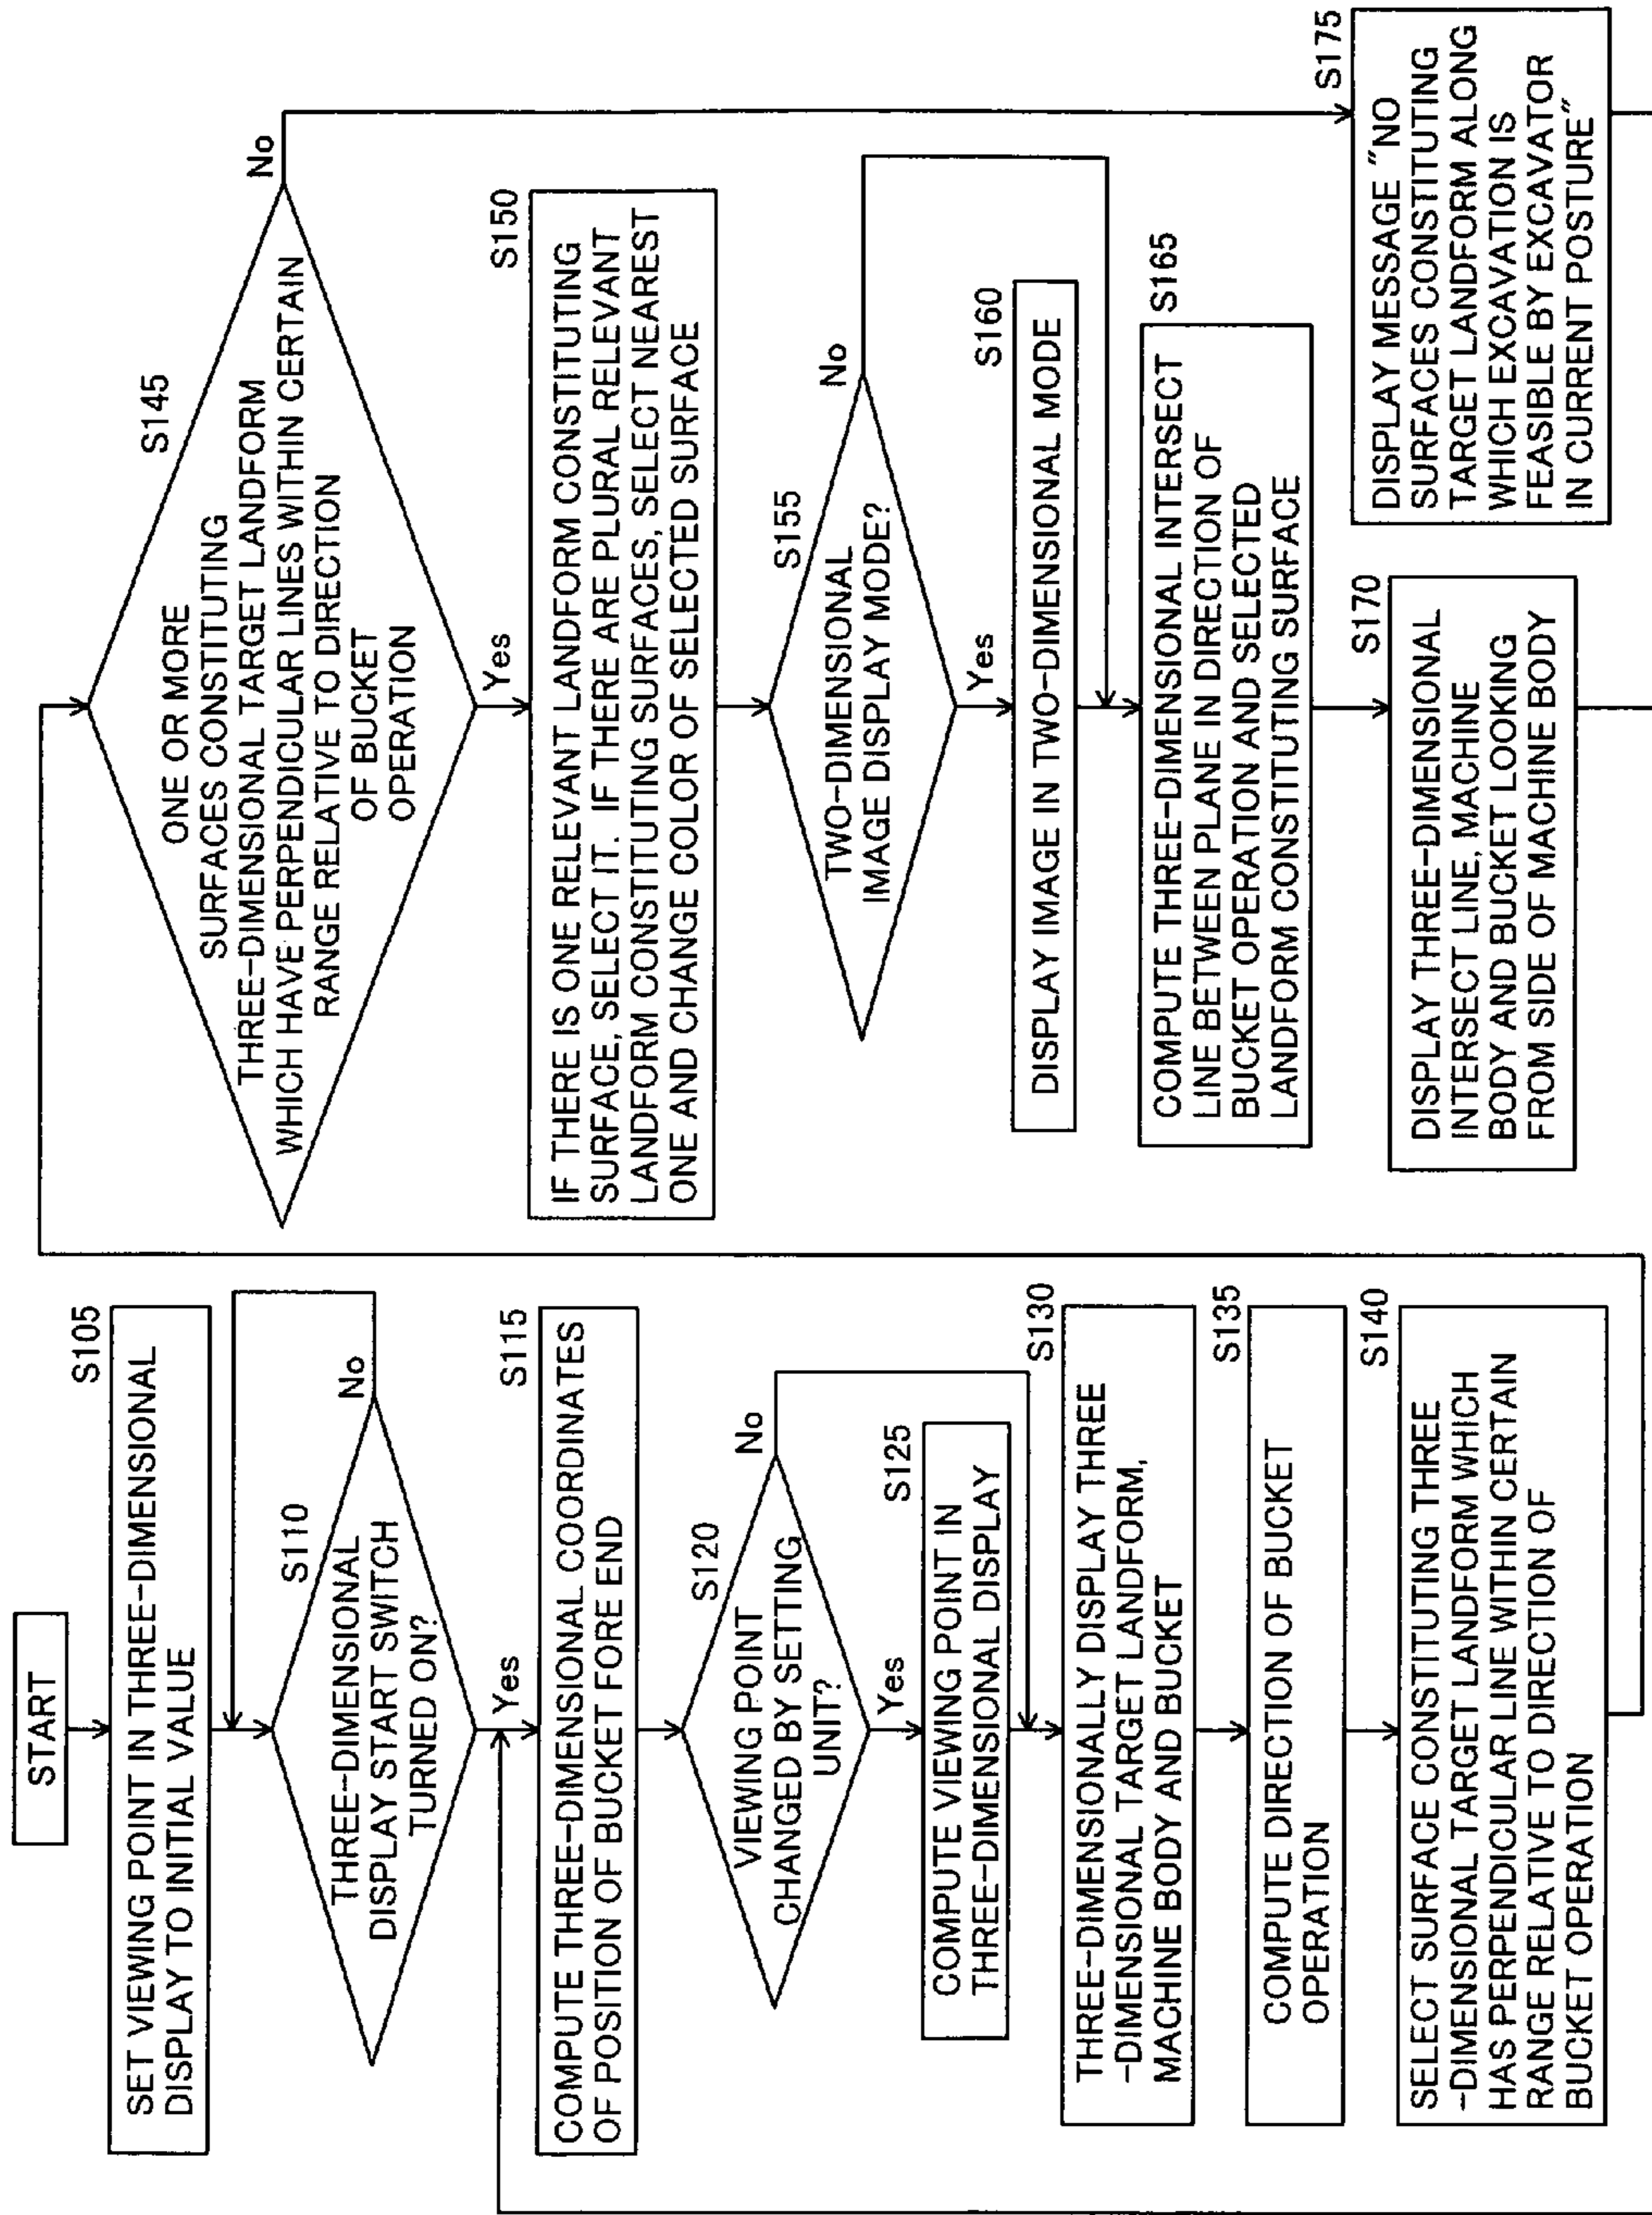 START
S105
SET VIEWING POINT IN THREE-DIMENSIONAL
DISPLAY TO INITIAL VALUE
S110
THREE-DIMENSIONAL
DISPLAY START SWITCH
TURNED ON?
No
Yes
S115
COMPUTE THREE-DIMENSIONAL COORDINATES
OF POSITION OF BUCKET FORE END
S120
VIEWING POINT
CHANGED BY SETTING
UNIT?
No
Yes
S125
COMPUTE VIEWING POINT IN
THREE-DIMENSIONAL DISPLAY
S130
THREE-DIMENSIONALLY DISPLAY THREE
-DIMENSIONAL TARGET LANDFORM,
MACHINE BODY AND BUCKET
S135
COMPUTE DIRECTION OF BUCKET
OPERATION
S140
SELECT SURFACE CONSTITUTING THREE
-DIMENSIONAL TARGET LANDFORM WHICH
HAS PERPENDICULAR LINE WITHIN CERTAIN
RANGE RELATIVE TO DIRECTION OF
BUCKET OPERATION
S145
ONE OR MORE
SURFACES CONSTITUTING
THREE-DIMENSIONAL TARGET LANDFORM
WHICH HAVE PERPENDICULAR LINES WITHIN CERTAIN
RANGE RELATIVE TO DIRECTION
OF BUCKET
OPERATION
No
Yes
S150
IF THERE IS ONE RELEVANT LANDFORM CONSTITUTING
SURFACE, SELECT IT. IF THERE ARE PLURAL RELEVANT
LANDFORM CONSTITUTING SURFACES, SELECT NEAREST
ONE AND CHANGE COLOR OF SELECTED SURFACE
S155
TWO-DIMENSIONAL
IMAGE DISPLAY MODE?
No
Yes
S160
DISPLAY IMAGE IN TWO-DIMENSIONAL MODE
S165
COMPUTE THREE-DIMENSIONAL INTERSECT
LINE BETWEEN PLANE IN DIRECTION OF
BUCKET OPERATION AND SELECTED
LANDFORM CONSTITUTING SURFACE
S170
DISPLAY THREE-DIMENSIONAL
INTERSECT LINE, MACHINE
BODY AND BUCKET LOOKING
FROM SIDE OF MACHINE BODY
S175
DISPLAY MESSAGE "NO
SURFACES CONSTITUTING
TARGET LANDFORM ALONG
WHICH EXCAVATION IS
FEASIBLE BY EXCAVATOR
IN CURRENT POSTURE"